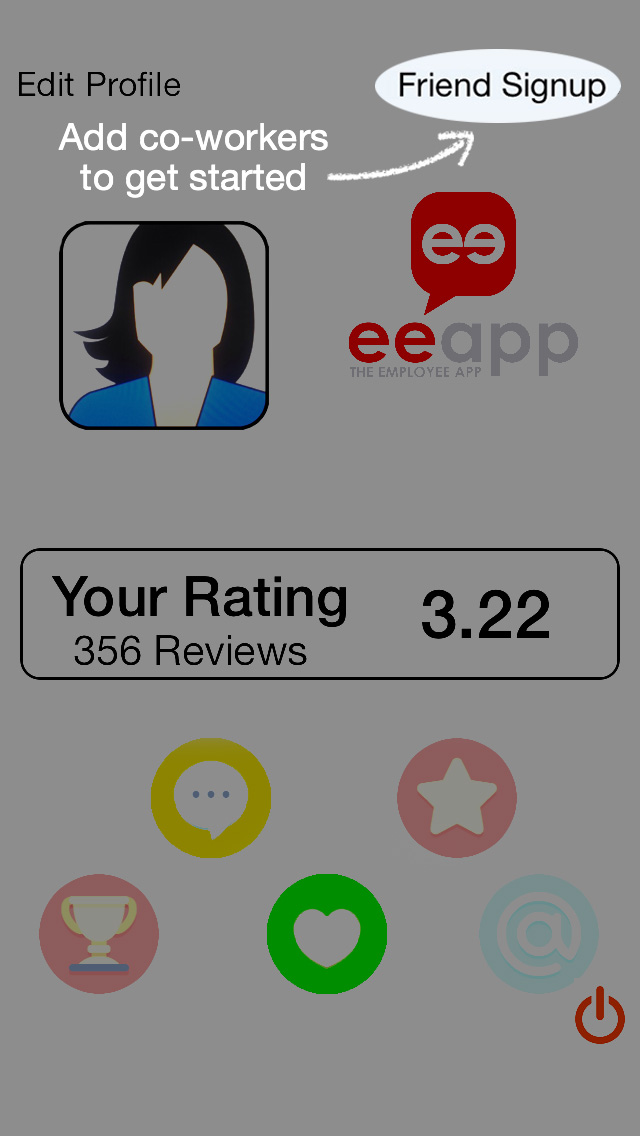 Edit Profile
Friend Signup
Add co-workers
to get started
ee
eeapp
THE EMPLOYEE APP
Your Rating
3.22
356 Reviews
@